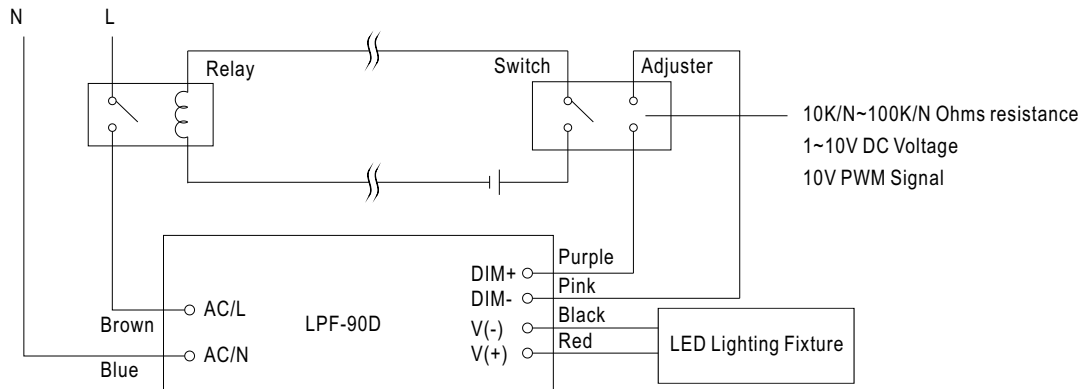 N
L
Relay
Switch
Adjuster
10K/N~100K/N Ohms resistance
1~10V DC Voltage
10V PWM Signal
Purple
DIM+
Pink
DIM-
Black
V(-)
Red
V(+)
Brown
AC/L
LPF-90D
LED Lighting Fixture
Blue
AC/N